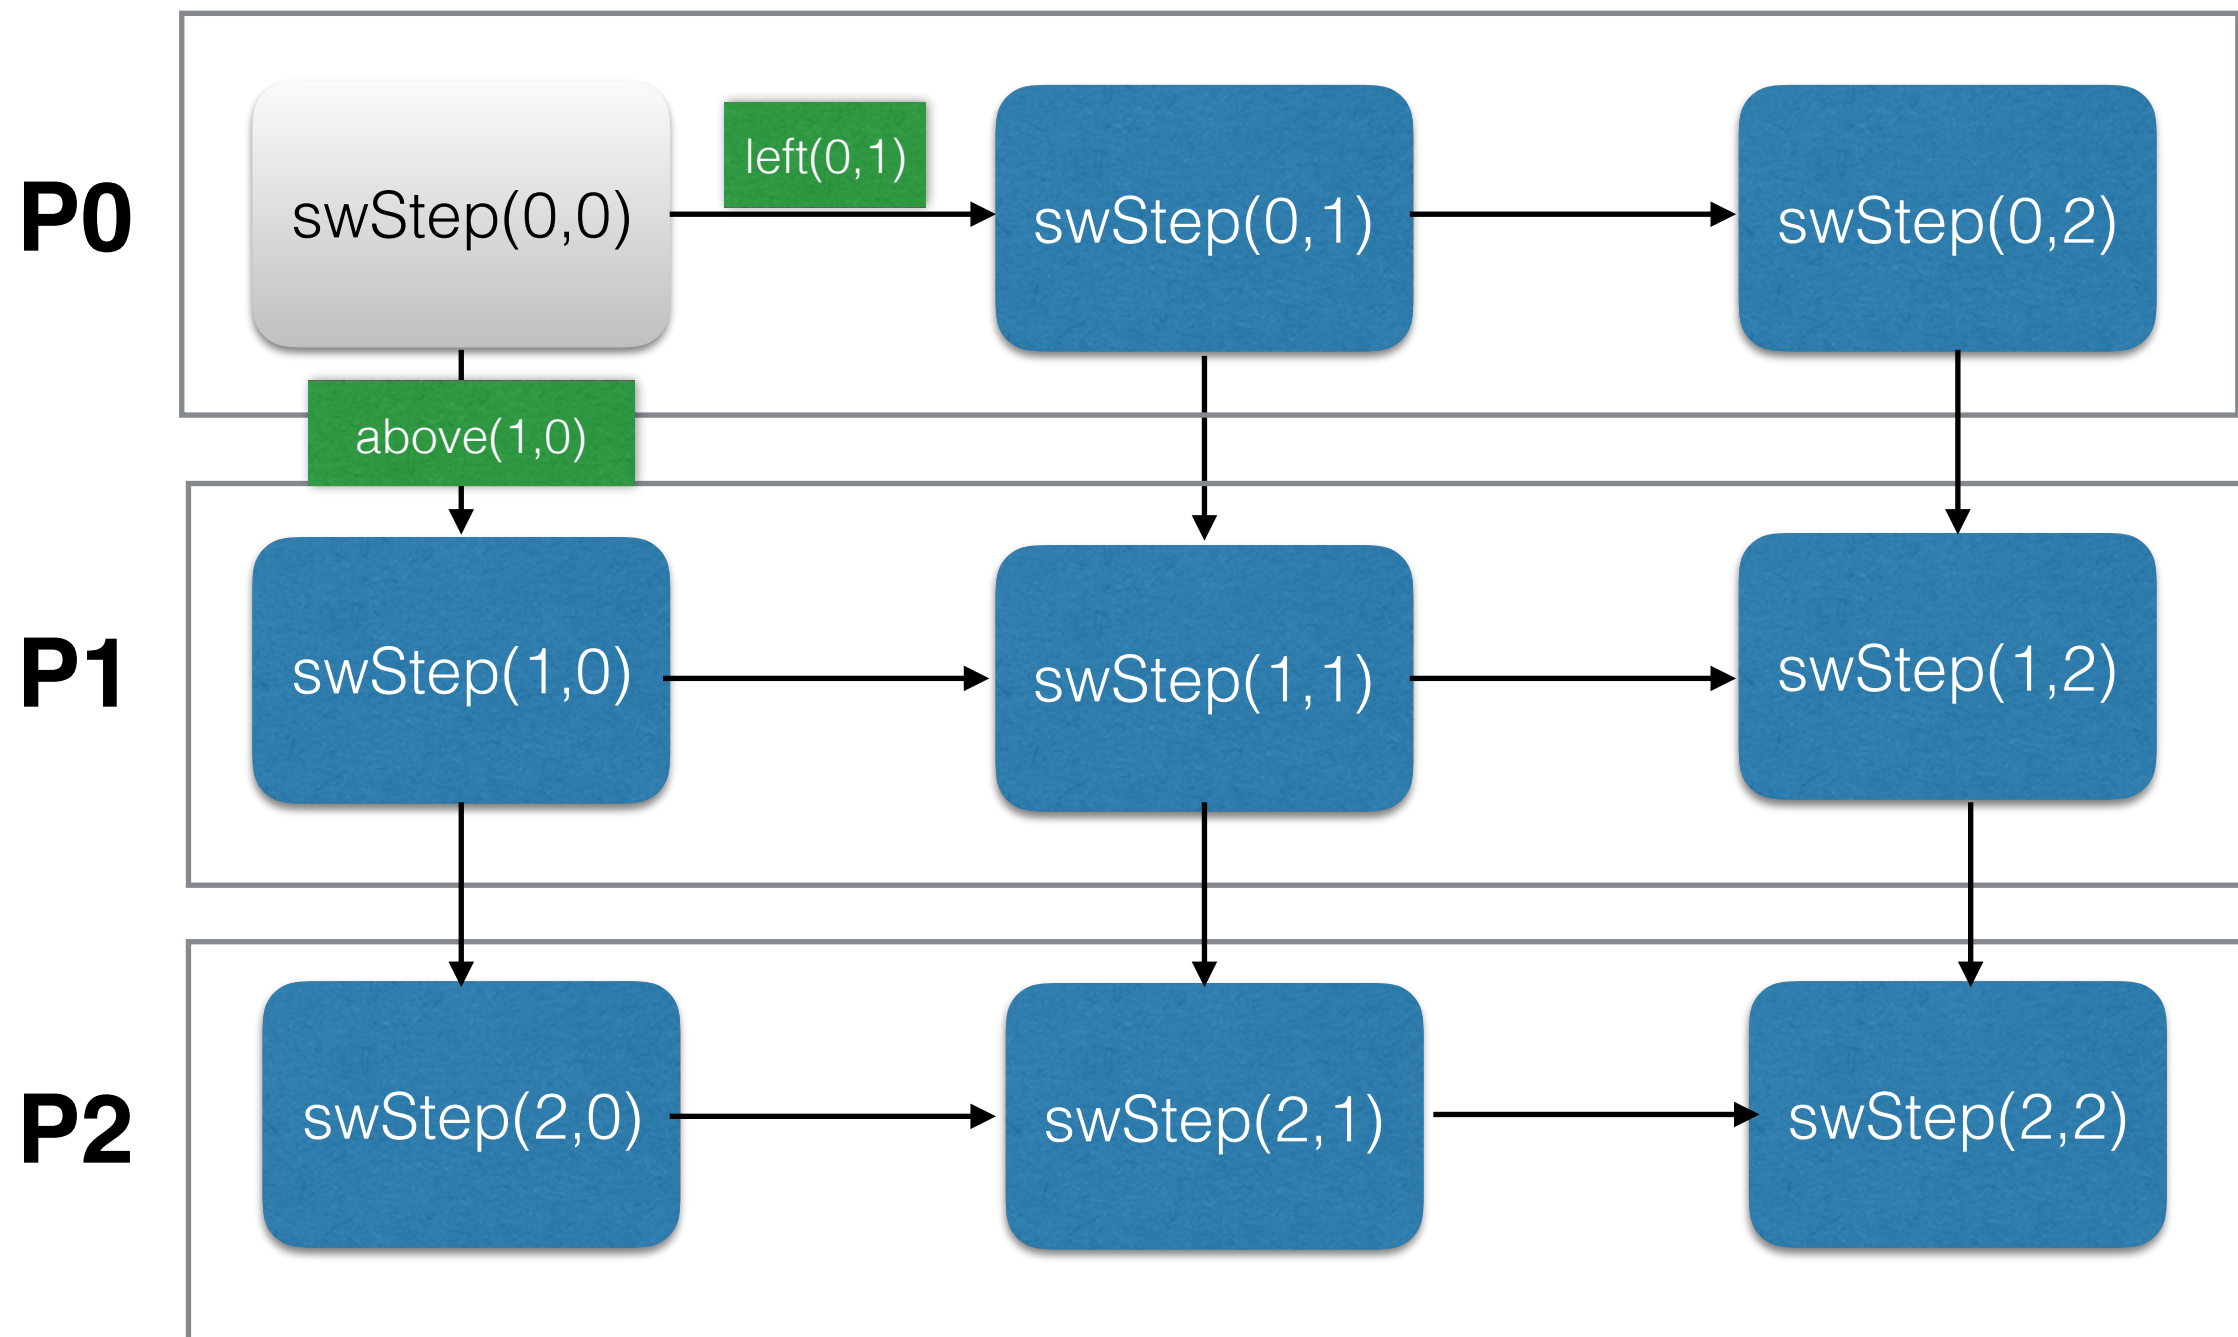 left(0,1)
P0
swStep(0,0)
swStep(0,1)
swStep(0,2)
above(1,0)
P1
swStep(1,0)
swStep(1,1)
swStep(1,2)
P2
swStep(2,0)
swStep(2,1)
swStep(2,2)